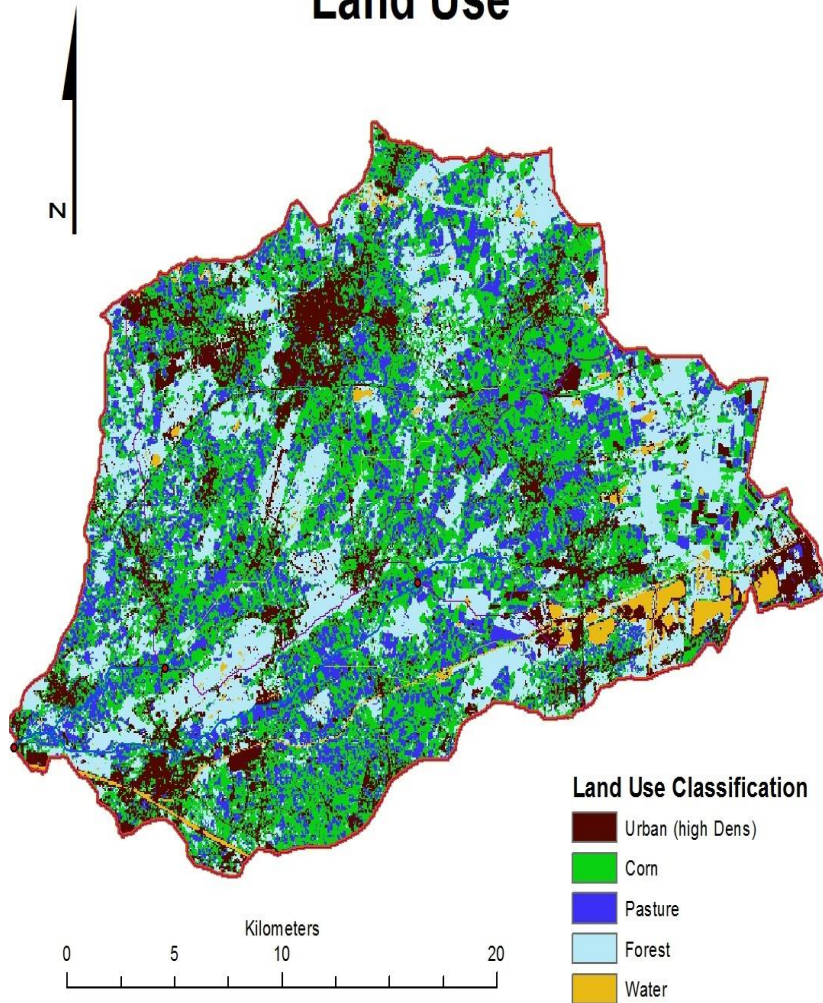 Land Use
N
Land Use Classification
Urban (high Dens)
Corn
Pasture
Forest
Water
Kilometers
0 5 10 20